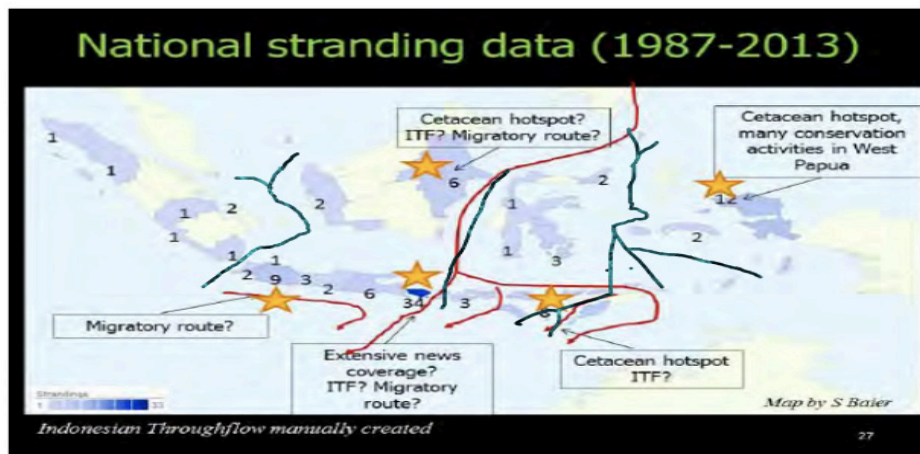 National stranding data (1987-2013)
Cetacean hotspot?
ITF? Migratory route?
Cetacean hotspot,
many conservation
activities in West
Papua
1
1
6
2
12
1
2
2
1
2
1
1
3
1
1
2
9
3
2
6
34
3
Migratory route?
Extensive news
coverage?
ITF? Migratory
route?
Cetacean hotspot
ITF?
Strandings
1
33
Map by S Baier
Indonesian Throughflow manually created
27